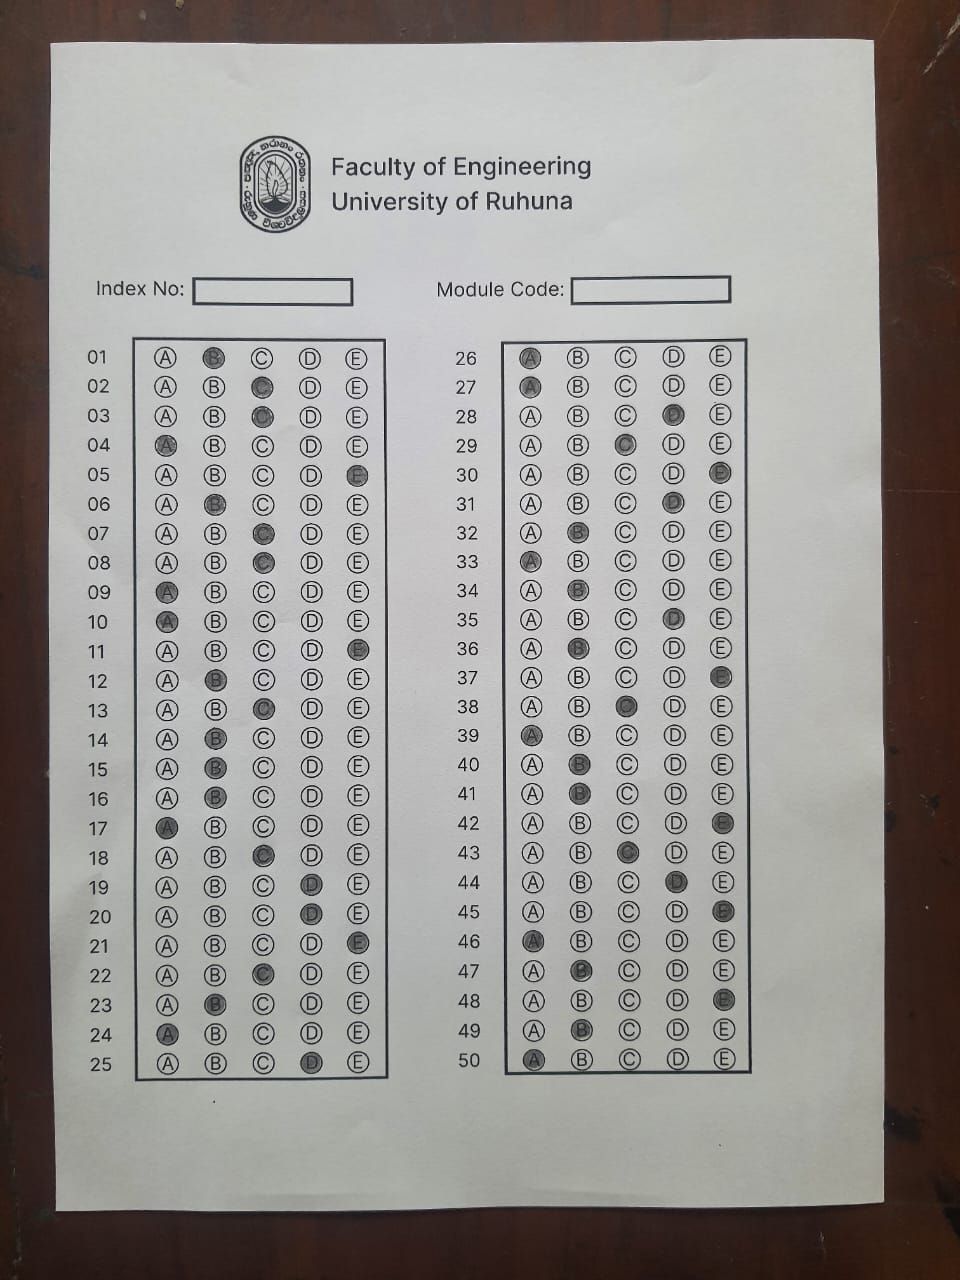 Faculty of Engineering
University of Ruhuna
Index No:
Module Code:
01 A B C D E
02 A B C D E
03 A B C D E
04 A B C D E
05 A B C D E
06 A B C D E
07 A B C D E
08 A B C D E
09 A B C D E
10 A B C D E
11 A B C D E
12 A B C D E
13 A B C D E
14 A B C D E
15 A B C D E
16 A B C D E
17 A B C D E
18 A B C D E
19 A B C D E
20 A B C D E
21 A B C D E
22 A B C D E
23 A B C D E
24 A B C D E
25 A B C D E
26 A B C D E
27 A B C D E
28 A B C D E
29 A B C D E
30 A B C D E
31 A B C D E
32 A B C D E
33 A B C D E
34 A B C D E
35 A B C D E
36 A B C D E
37 A B C D E
38 A B C D E
39 A B C D E
40 A B C D E
41 A B C D E
42 A B C D E
43 A B C D E
44 A B C D E
45 A B C D E
46 A B C D E
47 A B C D E
48 A B C D E
49 A B C D E
50 A B C D E